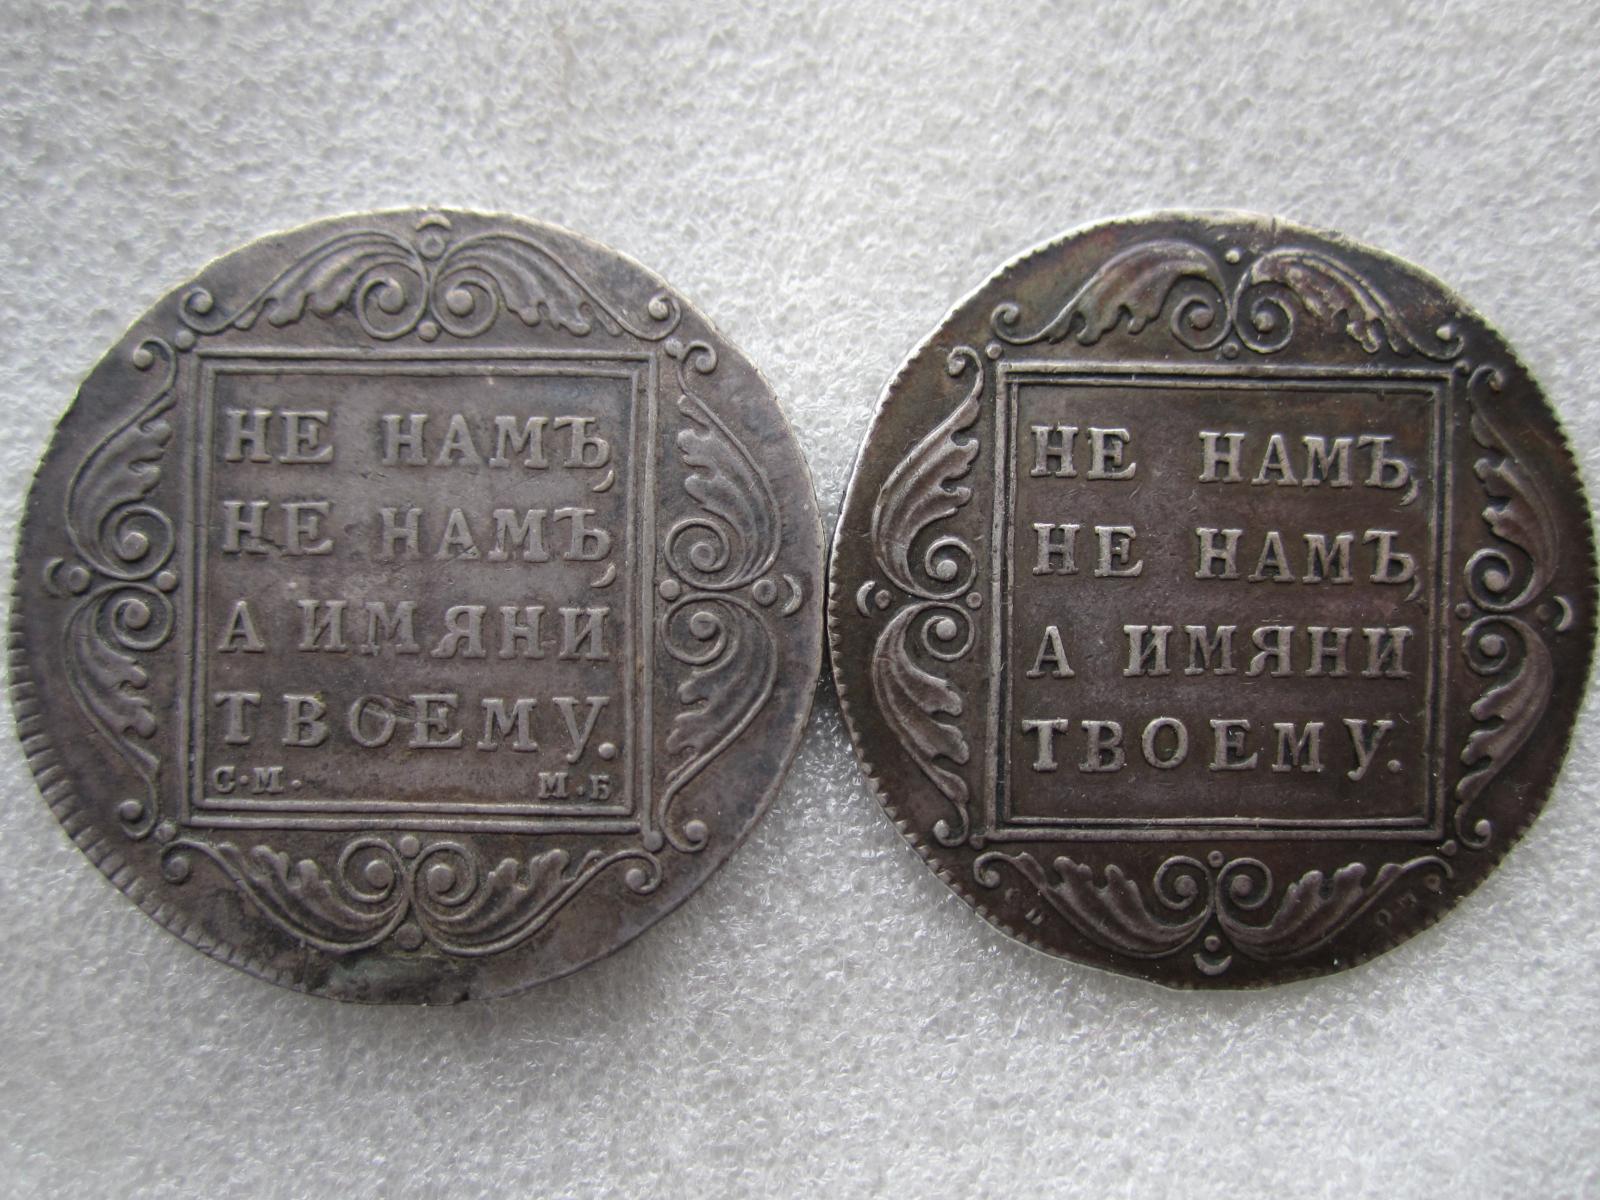 НЕ НАМЪ,
НЕ НАМЪ,
А ИМЯНИ
ТВОЕМУ.
С·М· М·Б
НЕ НАМЪ,
НЕ НАМЪ,
А ИМЯНИ
ТВОЕМУ.